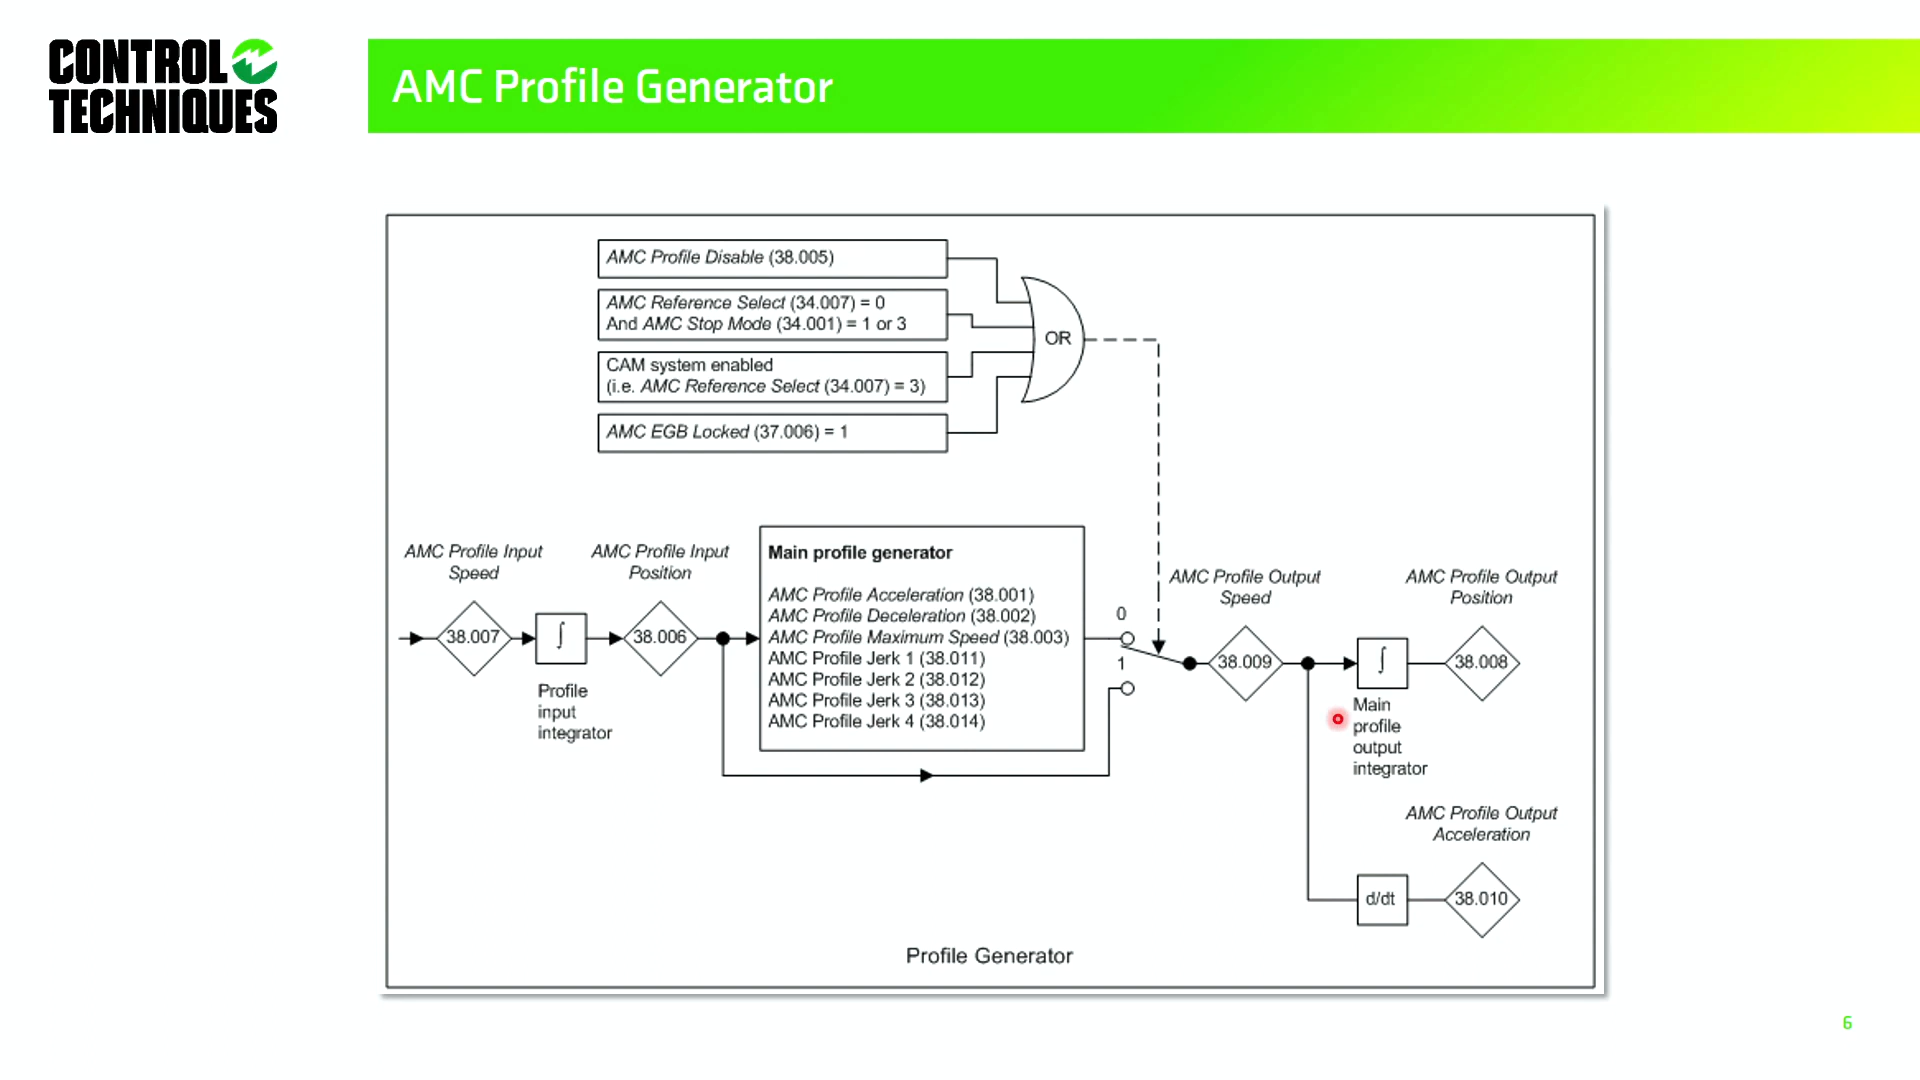 CONTROL
TECHNIQUES
AMC Profile Generator
AMC Profile Disable (38.005)
AMC Reference Select (34.007) = 0
And AMC Stop Mode (34.001) = 1 or 3
CAM system enabled
(i.e. AMC Reference Select (34.007) = 3)
AMC EGB Locked (37.006) = 1
OR
AMC Profile Input
Speed
38.007
∫
Profile
input
integrator
AMC Profile Input
Position
38.006
Main profile generator
AMC Profile Acceleration (38.001)
AMC Profile Deceleration (38.002)
AMC Profile Maximum Speed (38.003)
AMC Profile Jerk 1 (38.011)
AMC Profile Jerk 2 (38.012)
AMC Profile Jerk 3 (38.013)
AMC Profile Jerk 4 (38.014)
0
1
AMC Profile Output
Speed
38.009
∫
Main
profile
output
integrator
AMC Profile Output
Position
38.008
AMC Profile Output
Acceleration
d/dt
38.010
Profile Generator
6